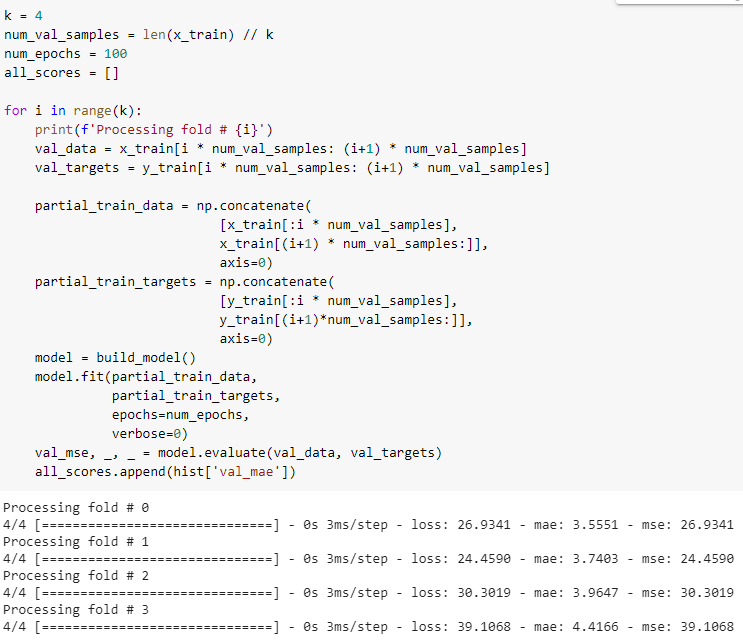 k = 4
num_val_samples = len(x_train) // k
num_epochs = 100
all_scores = []

for i in range(k):
    print(f'Processing fold # {i}')
    val_data = x_train[i * num_val_samples: (i+1) * num_val_samples]
    val_targets = y_train[i * num_val_samples: (i+1) * num_val_samples]

    partial_train_data = np.concatenate(
                            [x_train[:i * num_val_samples],
                            x_train[(i+1) * num_val_samples:]],
                            axis=0)
    partial_train_targets = np.concatenate(
                            [y_train[:i * num_val_samples],
                            y_train[(i+1)*num_val_samples:]],
                            axis=0)
    model = build_model()
    model.fit(partial_train_data,
              partial_train_targets,
              epochs=num_epochs,
              verbose=0)
    val_mse, _, _ = model.evaluate(val_data, val_targets)
    all_scores.append(hist['val_mae'])

Processing fold # 0
4/4 [==============================] - 0s 3ms/step - loss: 26.9341 - mae: 3.5551 - mse: 26.9341
Processing fold # 1
4/4 [==============================] - 0s 3ms/step - loss: 24.4590 - mae: 3.7403 - mse: 24.4590
Processing fold # 2
4/4 [==============================] - 0s 3ms/step - loss: 30.3019 - mae: 3.9647 - mse: 30.3019
Processing fold # 3
4/4 [==============================] - 0s 3ms/step - loss: 39.1068 - mae: 4.4166 - mse: 39.1068